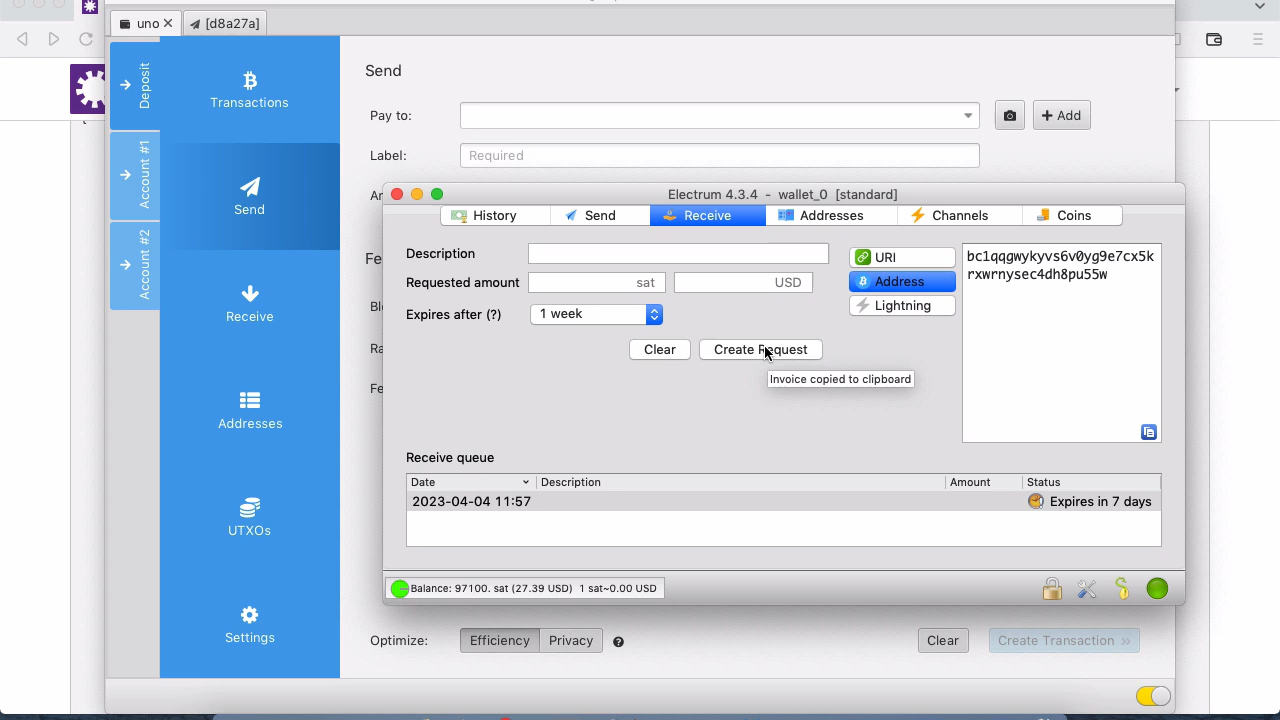 uno
[d8a27a]
Deposit
Account #1
Account #2
Transactions
Send
Receive
Addresses
UTXOs
Settings
Send
Pay to:
Add
Label:
Required
Electrum 4.3.4 - wallet_0 [standard]
History
Send
Receive
Addresses
Channels
Coins
Description
Requested amount
sat
USD
Expires after (?)
1 week
Clear
Create Request
Invoice copied to clipboard
URI
Address
Lightning
bc1qqgwykyvs6v0yg9e7cx5k
rxwrnysec4dh8pu55w
Receive queue
Date
Description
Amount
Status
2023-04-04 11:57
Expires in 7 days
Balance: 97100. sat (27.39 USD) 1 sat~0.00 USD
Optimize:
Efficiency
Privacy
Clear
Create Transaction »